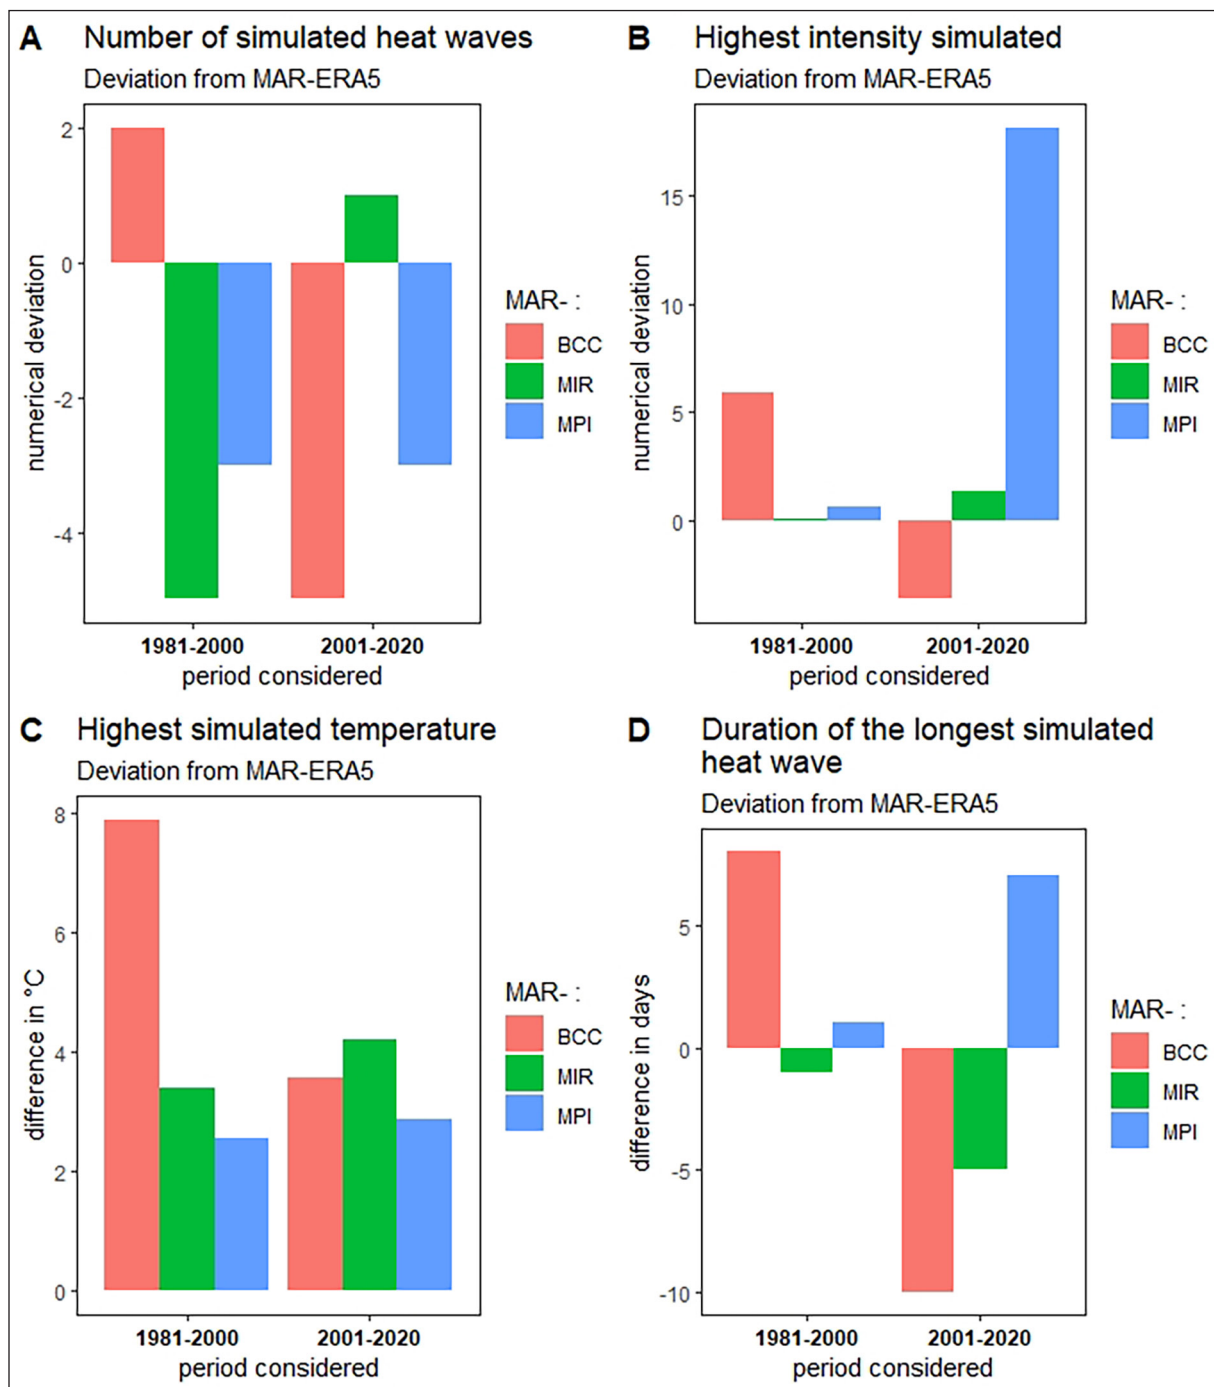 A Number of simulated heat waves
Deviation from MAR-ERA5
numerical deviation
2
0
-2
-4
1981-2000 2001-2020
period considered
MAR- :
BCC
MIR
MPI
B Highest intensity simulated
Deviation from MAR-ERA5
numerical deviation
15
10
5
0
1981-2000 2001-2020
period considered
MAR- :
BCC
MIR
MPI
C Highest simulated temperature
Deviation from MAR-ERA5
difference in °C
8
6
4
2
0
1981-2000 2001-2020
period considered
MAR- :
BCC
MIR
MPI
D Duration of the longest simulated
heat wave
Deviation from MAR-ERA5
difference in days
5
0
-5
-10
1981-2000 2001-2020
period considered
MAR- :
BCC
MIR
MPI